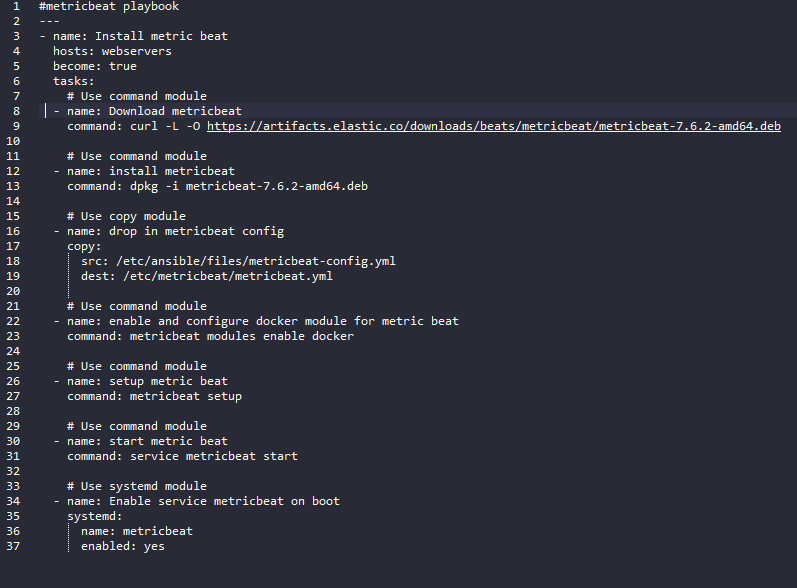 1 #metricbeat playbook
2 ---
3 - name: Install metric beat
4   hosts: webservers
5   become: true
6   tasks:
7     # Use command module
8   - name: Download metricbeat
9     command: curl -L -O https://artifacts.elastic.co/downloads/beats/metricbeat/metricbeat-7.6.2-amd64.deb
10
11     # Use command module
12   - name: install metricbeat
13     command: dpkg -i metricbeat-7.6.2-amd64.deb
14
15     # Use copy module
16   - name: drop in metricbeat config
17     copy:
18       src: /etc/ansible/files/metricbeat-config.yml
19       dest: /etc/metricbeat/metricbeat.yml
20
21     # Use command module
22   - name: enable and configure docker module for metric beat
23     command: metricbeat modules enable docker
24
25     # Use command module
26   - name: setup metric beat
27     command: metricbeat setup
28
29     # Use command module
30   - name: start metric beat
31     command: service metricbeat start
32
33     # Use systemd module
34   - name: Enable service metricbeat on boot
35     systemd:
36       name: metricbeat
37       enabled: yes